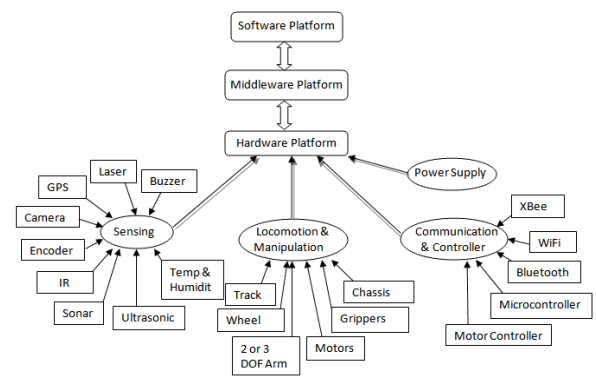 Software Platform
Middleware Platform
Hardware Platform
Power Supply
Laser
Buzzer
GPS
Camera
Encoder
IR
Sonar
Ultrasonic
Temp &
Humidit
Sensing
Locomotion &
Manipulation
Track
Wheel
2 or 3
DOF Arm
Motors
Grippers
Chassis
Communication
& Controller
XBee
WiFi
Bluetooth
Microcontroller
Motor Controller